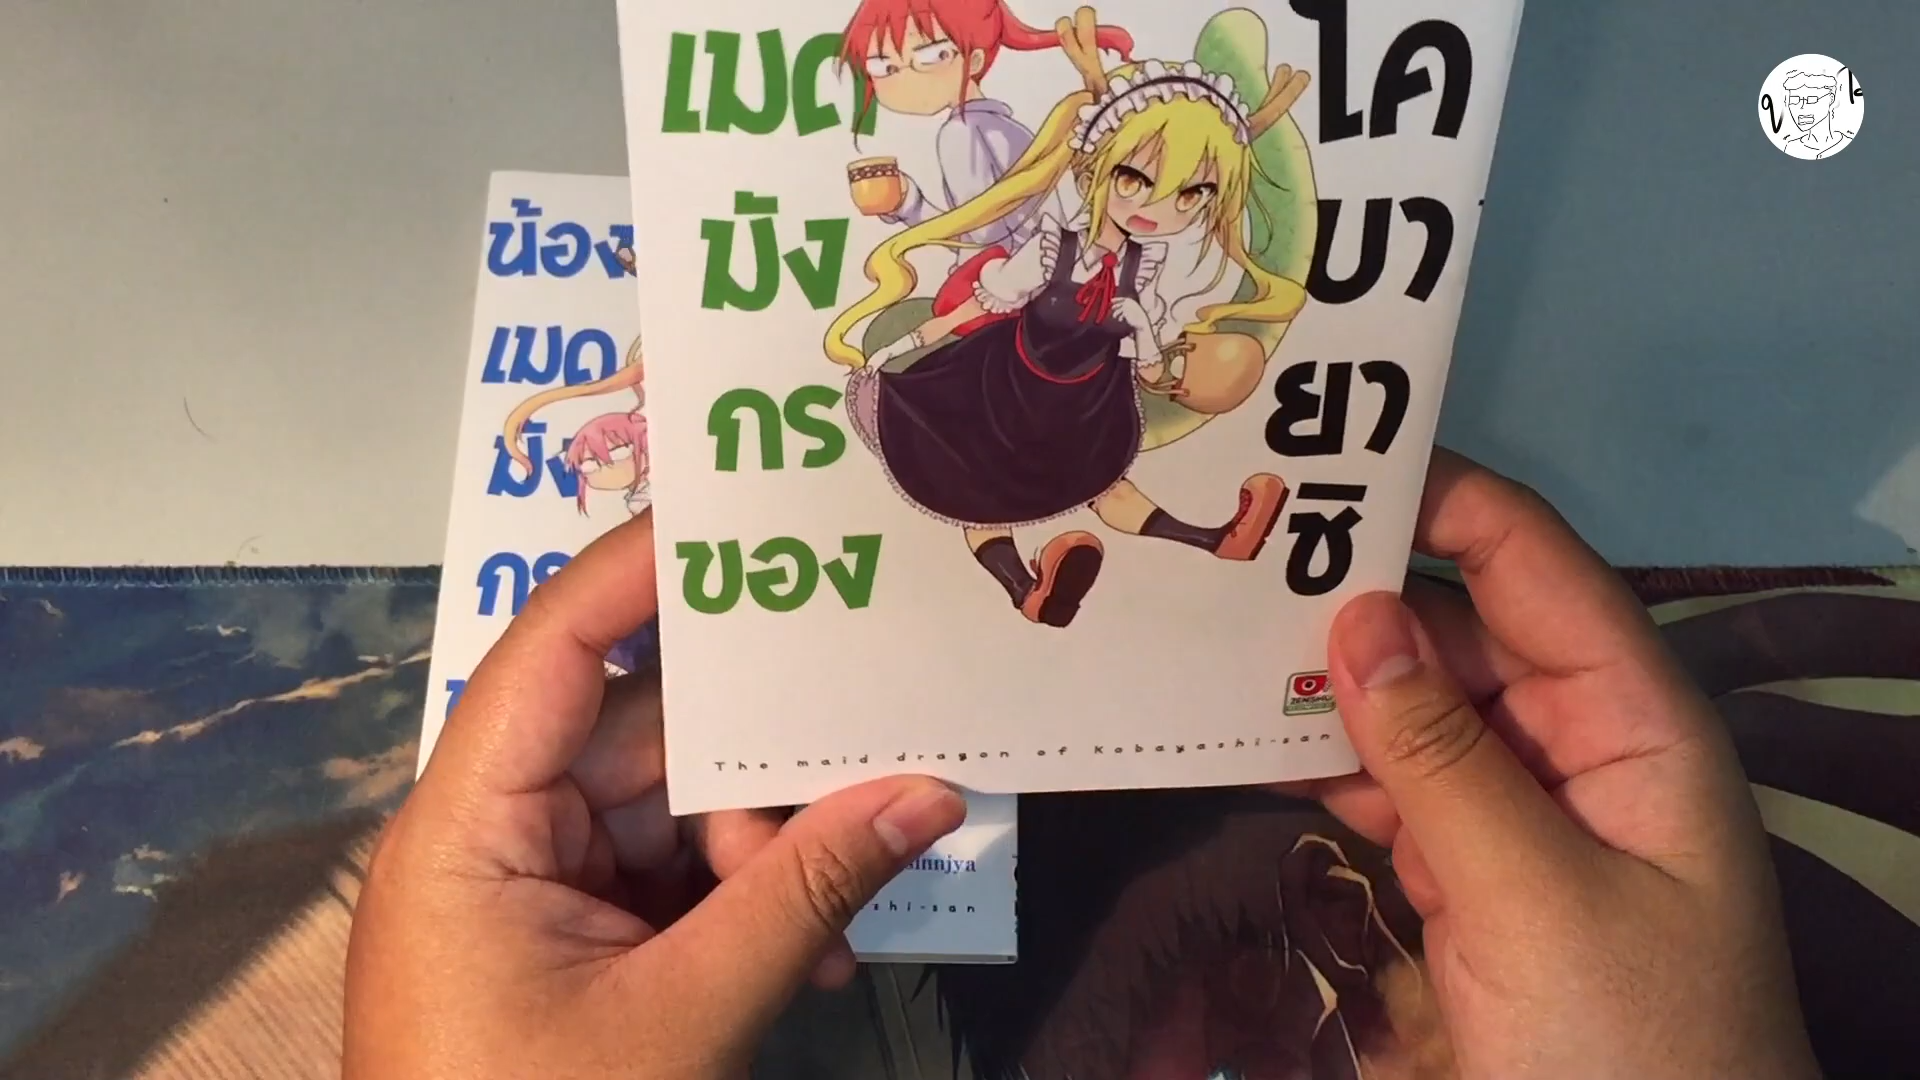 เมด
มัง
กร
ของ
ไค
บา
ยา
ชิ
The maid dragon of Kobayashi-san
น้อง
เมด
มัง